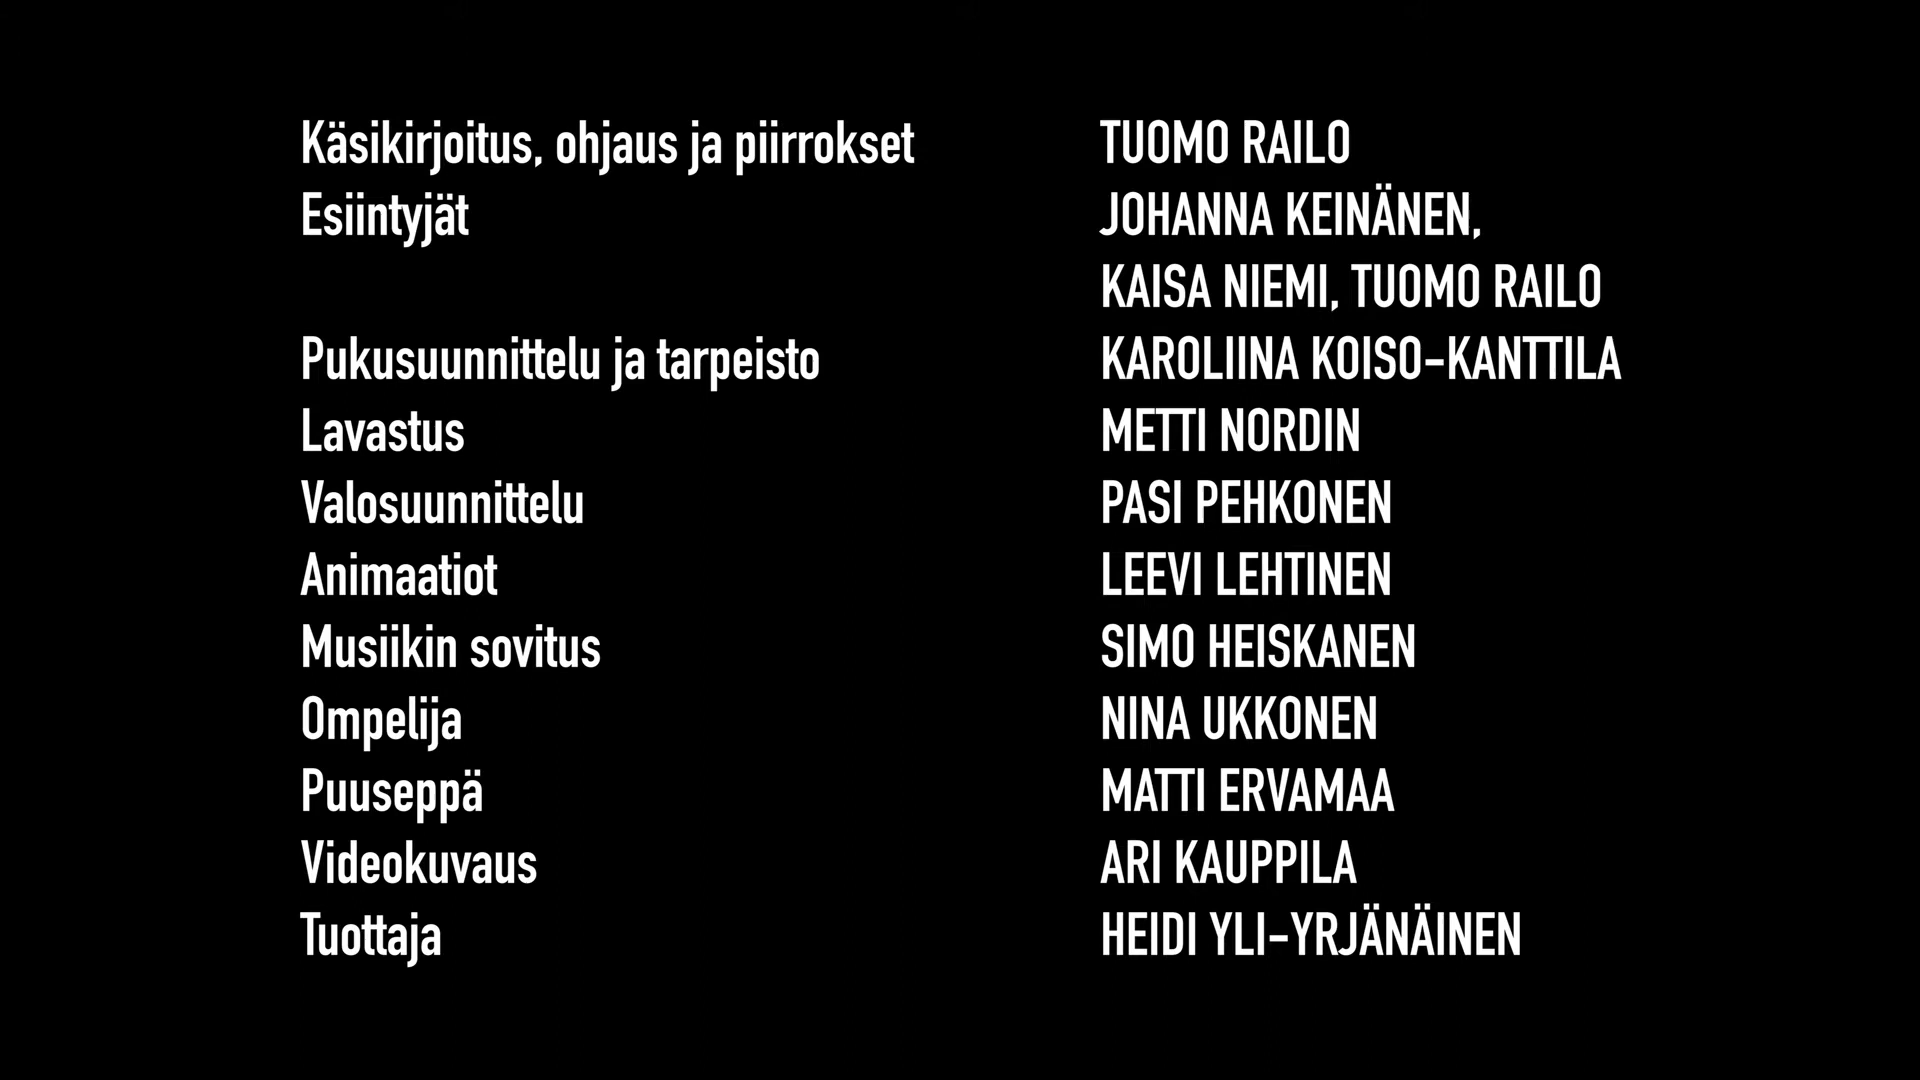 Käsikirjoitus, ohjaus ja piirrokset TUOMO RAILO
Esiintyjät JOHANNA KEINÄNEN,
KAISA NIEMI, TUOMO RAILO
Pukusuunnittelu ja tarpeisto KAROLIINA KOISO-KANTTILA
Lavastus METTI NORDIN
Valosuunnittelu PASI PEHKONEN
Animaatiot LEEVI LEHTINEN
Musiikin sovitus SIMO HEISKANEN
Ompelija NINA UKKONEN
Puuseppä MATTI ERVAMAA
Videokuvaus ARI KAUPPILA
Tuottaja HEIDI YLI-YRJÄNÄINEN